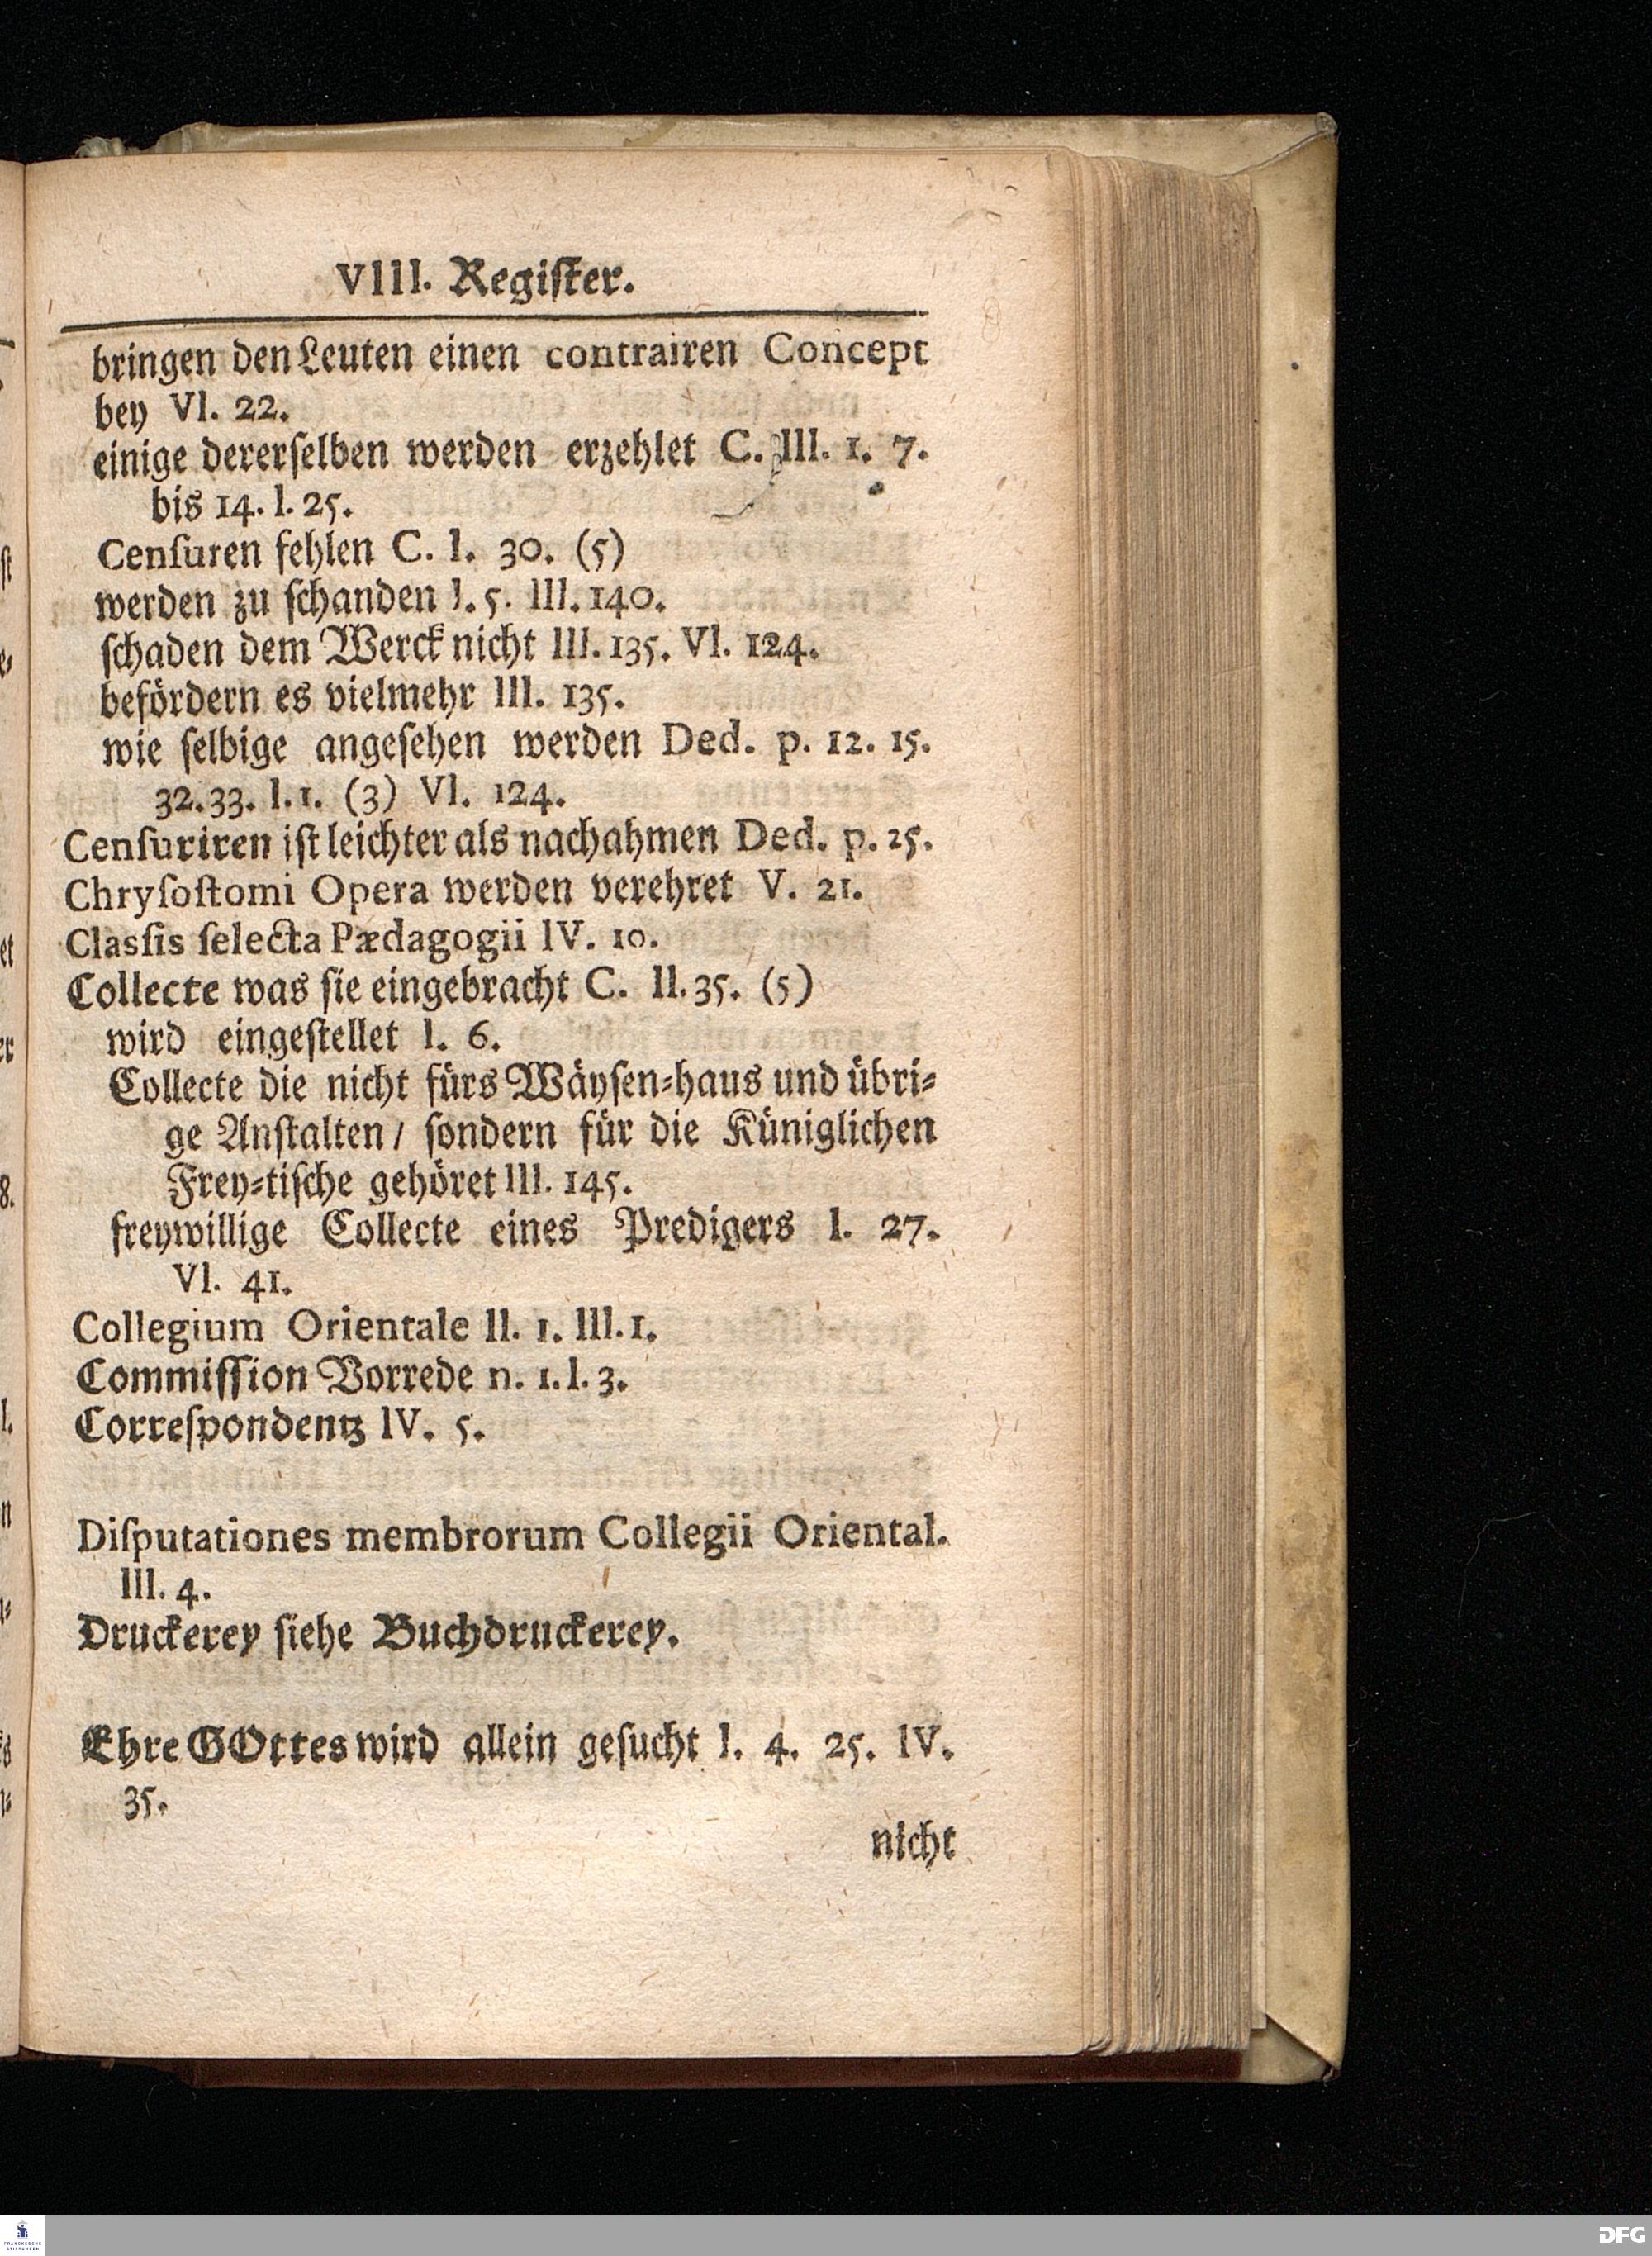 VIII. Regiſter.
bringen den Leuten einen contrairen Concept
bey VI. 22.
einige dererſelben werden erzehlet C. III. 1. 7.
bis 14. I. 25.
Cenſuren fehlen C. I. 30. (5)
werden zu ſchanden I. 5. III. 140.
ſchaden dem Werck nicht III. 135. VI. 124.
befördern es vielmehr III. 135.
wie ſelbige angeſehen werden Ded. p. 12. 15.
32. 33. I. 1. (3) VI. 124.
Cenſuriren iſt leichter als nachahmen Ded. p. 25.
Chryſoſtomi Opera werden verehret V. 21.
Clasſis ſelecta Pædagogii IV. 10.
Collecte was ſie eingebracht C. II. 35. (5)
wird eingeſtellet I. 6.
Collecte die nicht fürs Wäyſen⸗haus und übri⸗
ge Anſtalten / ſondern für die Küniglichen
Frey⸗tiſche gehöret III. 145.
freywillige Collecte eines Predigers I. 27.
VI. 41.
Collegium Orientale II. 1. III. 1.
Commiſſion Vorrede n. 1. I. 3.
Correſpondentz IV. 5.
Diſputationes membrorum Collegii Oriental.
III. 4.
Druckerey ſiehe Buchdruckerey.
Ehre GOttes wird allein geſucht I. 4. 25. IV.
35.
nicht
FRANCKESCHE
STIFTUNGEN
DFG